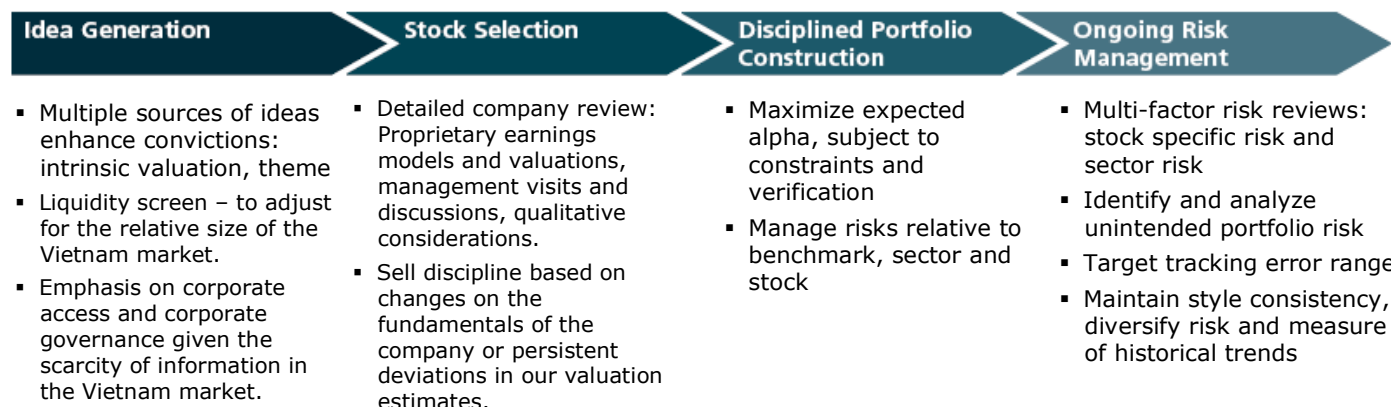 Idea Generation
Stock Selection
Disciplined Portfolio
Construction
Ongoing Risk
Management
▪ Multiple sources of ideas
enhance convictions:
intrinsic valuation, theme
▪ Liquidity screen – to adjust
for the relative size of the
Vietnam market.
▪ Emphasis on corporate
access and corporate
governance given the
scarcity of information in
the Vietnam market.
▪ Detailed company review:
Proprietary earnings
models and valuations,
management visits and
discussions, qualitative
considerations.
▪ Sell discipline based on
changes on the
fundamentals of the
company or persistent
deviations in our valuation
estimates.
▪ Maximize expected
alpha, subject to
constraints and
verification
▪ Manage risks relative to
benchmark, sector and
stock
▪ Multi-factor risk reviews:
stock specific risk and
sector risk
▪ Identify and analyze
unintended portfolio risk
▪ Target tracking error range
▪ Maintain style consistency,
diversify risk and measure
of historical trends